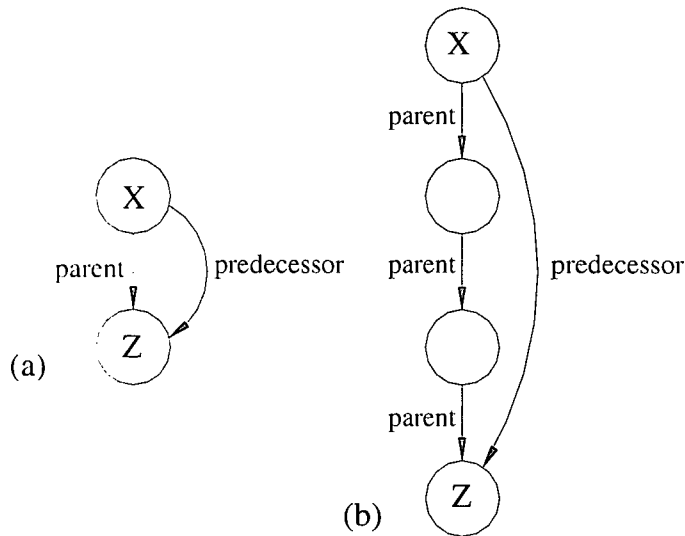 X
parent
predecessor
Z
(a)
X
parent
parent
predecessor
parent
Z
(b)